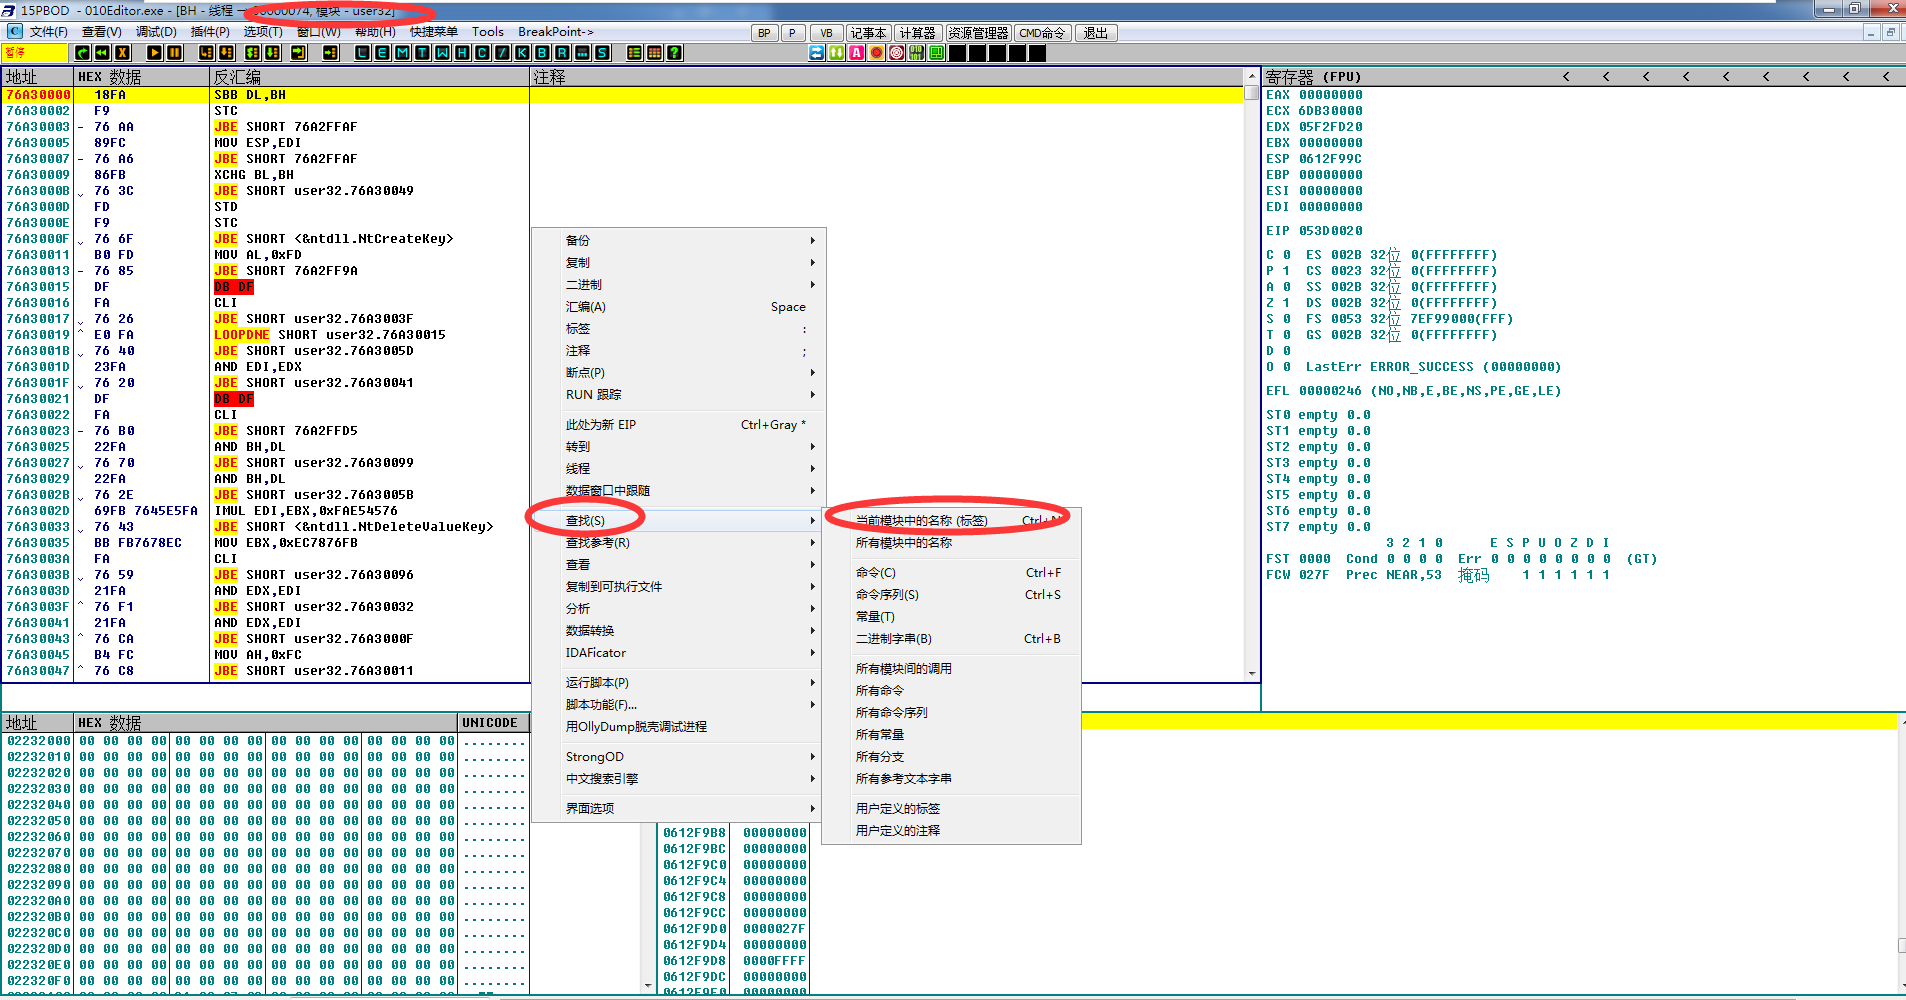 15PBOD - 010Editor.exe - [BH - 线程 - 00000074, 模块 - user32]
文件(F) 查看(V) 调试(D) 插件(P) 选项(T) 窗口(W) 帮助(H) 快捷菜单 Tools BreakPoint->
BP P VB 记事本 计算器 资源管理器 CMD命令 退出
暂停 L E M T W H C / K B R ... S ?
地址 HEX 数据 反汇编 注释
76A30000 18FA SBB DL,BH
76A30002 F9 STC
76A30003 - 76 AA JBE SHORT 76A2FFAF
76A30005 89FC MOV ESP,EDI
76A30007 - 76 A6 JBE SHORT 76A2FFAF
76A30009 86FB XCHG BL,BH
76A3000B 76 3C JBE SHORT user32.76A30049
76A3000D FD STD
76A3000E F9 STC
76A3000F 76 6F JBE SHORT <&ntdll.NtCreateKey>
76A30011 B0 FD MOV AL,0xFD
76A30013 - 76 85 JBE SHORT 76A2FF9A
76A30015 DF DB DF
76A30016 FA CLI
76A30017 76 26 JBE SHORT user32.76A3003F
76A30019 ^ E0 FA LOOPDNE SHORT user32.76A30015
76A3001B 76 40 JBE SHORT user32.76A3005D
76A3001D 23FA AND EDI,EDX
76A3001F 76 20 JBE SHORT user32.76A30041
76A30021 DF DB DF
76A30022 FA CLI
76A30023 - 76 B0 JBE SHORT 76A2FFD5
76A30025 22FA AND BH,DL
76A30027 76 70 JBE SHORT user32.76A30099
76A30029 22FA AND BH,DL
76A3002B 76 2E JBE SHORT user32.76A3005B
76A3002D 69FB 7645E5FA IMUL EDI,EBX,0xFAE54576
76A30033 76 43 JBE SHORT <&ntdll.NtDeleteValueKey>
76A30035 BB FB7678EC MOV EBX,0xEC7876FB
76A3003A FA CLI
76A3003B 76 59 JBE SHORT user32.76A30096
76A3003D 21FA AND EDX,EDI
76A3003F ^ 76 F1 JBE SHORT user32.76A30032
76A30041 21FA AND EDX,EDI
76A30043 ^ 76 CA JBE SHORT user32.76A3000F
76A30045 B4 FC MOV AH,0xFC
76A30047 ^ 76 C8 JBE SHORT user32.76A30011
寄存器 (FPU) < < < < < < < < <
EAX 00000000
ECX 6DB30000
EDX 05F2FD20
EBX 00000000
ESP 0612F99C
EBP 00000000
ESI 00000000
EDI 00000000
EIP 053D0020
C 0 ES 002B 32位 0(FFFFFFFF)
P 1 CS 0023 32位 0(FFFFFFFF)
A 0 SS 002B 32位 0(FFFFFFFF)
Z 1 DS 002B 32位 0(FFFFFFFF)
S 0 FS 0053 32位 7EF99000(FFF)
T 0 GS 002B 32位 0(FFFFFFFF)
D 0
O 0 LastErr ERROR_SUCCESS (00000000)
EFL 00000246 (NO,NB,E,BE,NS,PE,GE,LE)
ST0 empty 0.0
ST1 empty 0.0
ST2 empty 0.0
ST3 empty 0.0
ST4 empty 0.0
ST5 empty 0.0
ST6 empty 0.0
ST7 empty 0.0
3 2 1 0 E S P U O Z D I
FST 0000 Cond 0 0 0 0 Err 0 0 0 0 0 0 0 0 (GT)
FCW 027F Prec NEAR,53 掩码 1 1 1 1 1 1
备份
复制
二进制
汇编(A) Space
标签 :
注释 ;
断点(P)
RUN 跟踪
此处为新 EIP Ctrl+Gray *
转到
线程
数据窗口中跟随
查找(S)
查找参考(R)
查看
复制到可执行文件
分析
数据转换
IDAFicator
运行脚本(P)
脚本功能(F)...
用OllyDump脱壳调试进程
StrongOD
中文搜索引擎
界面选项
当前模块中的名称 (标签) Ctrl+N
所有模块中的名称
命令(C) Ctrl+F
命令序列(S) Ctrl+S
常量(T)
二进制字串(B) Ctrl+B
所有模块间的调用
所有命令
所有命令序列
所有常量
所有分支
所有参考文本字串
用户定义的标签
用户定义的注释
地址 HEX 数据 UNICODE
02232000 00 00 00 00 00 00 00 00 00 00 00 00 00 00 00 00 ........
02232010 00 00 00 00 00 00 00 00 00 00 00 00 00 00 00 00 ........
02232020 00 00 00 00 00 00 00 00 00 00 00 00 00 00 00 00 ........
02232030 00 00 00 00 00 00 00 00 00 00 00 00 00 00 00 00 ........
02232040 00 00 00 00 00 00 00 00 00 00 00 00 00 00 00 00 ........
02232050 00 00 00 00 00 00 00 00 00 00 00 00 00 00 00 00 ........
02232060 00 00 00 00 00 00 00 00 00 00 00 00 00 00 00 00 ........
02232070 00 00 00 00 00 00 00 00 00 00 00 00 00 00 00 00 ........
02232080 00 00 00 00 00 00 00 00 00 00 00 00 00 00 00 00 ........
02232090 00 00 00 00 00 00 00 00 00 00 00 00 00 00 00 00 ........
022320A0 00 00 00 00 00 00 00 00 00 00 00 00 00 00 00 00 ........
022320B0 00 00 00 00 00 00 00 00 00 00 00 00 00 00 00 00 ........
022320C0 00 00 00 00 00 00 00 00 00 00 00 00 00 00 00 00 ........
022320D0 00 00 00 00 00 00 00 00 00 00 00 00 00 00 00 00 ........
022320E0 00 00 00 00 00 00 00 00 00 00 00 00 00 00 00 00 ........
022320F0 00 00 00 00 00 00 00 00 00 00 00 00 00 00 00 00 ........
0612F9B8 00000000
0612F9BC 00000000
0612F9C0 00000000
0612F9C4 00000000
0612F9C8 00000000
0612F9CC 00000000
0612F9D0 0000027F
0612F9D4 00000000
0612F9D8 0000FFFF
0612F9DC 00000000
0612F9E0 00000000